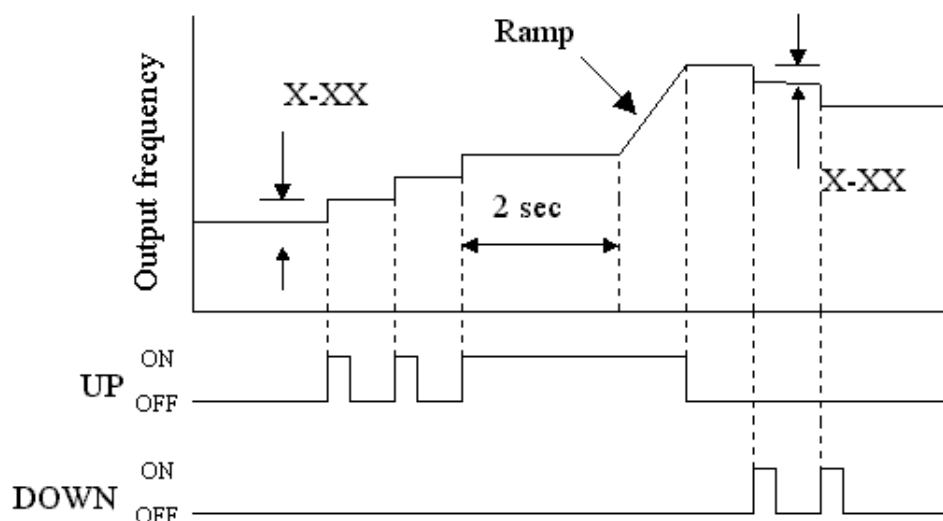 Ramp
X-XX
Output frequency
X-XX
2 sec
ON
UP
OFF
ON
DOWN
OFF